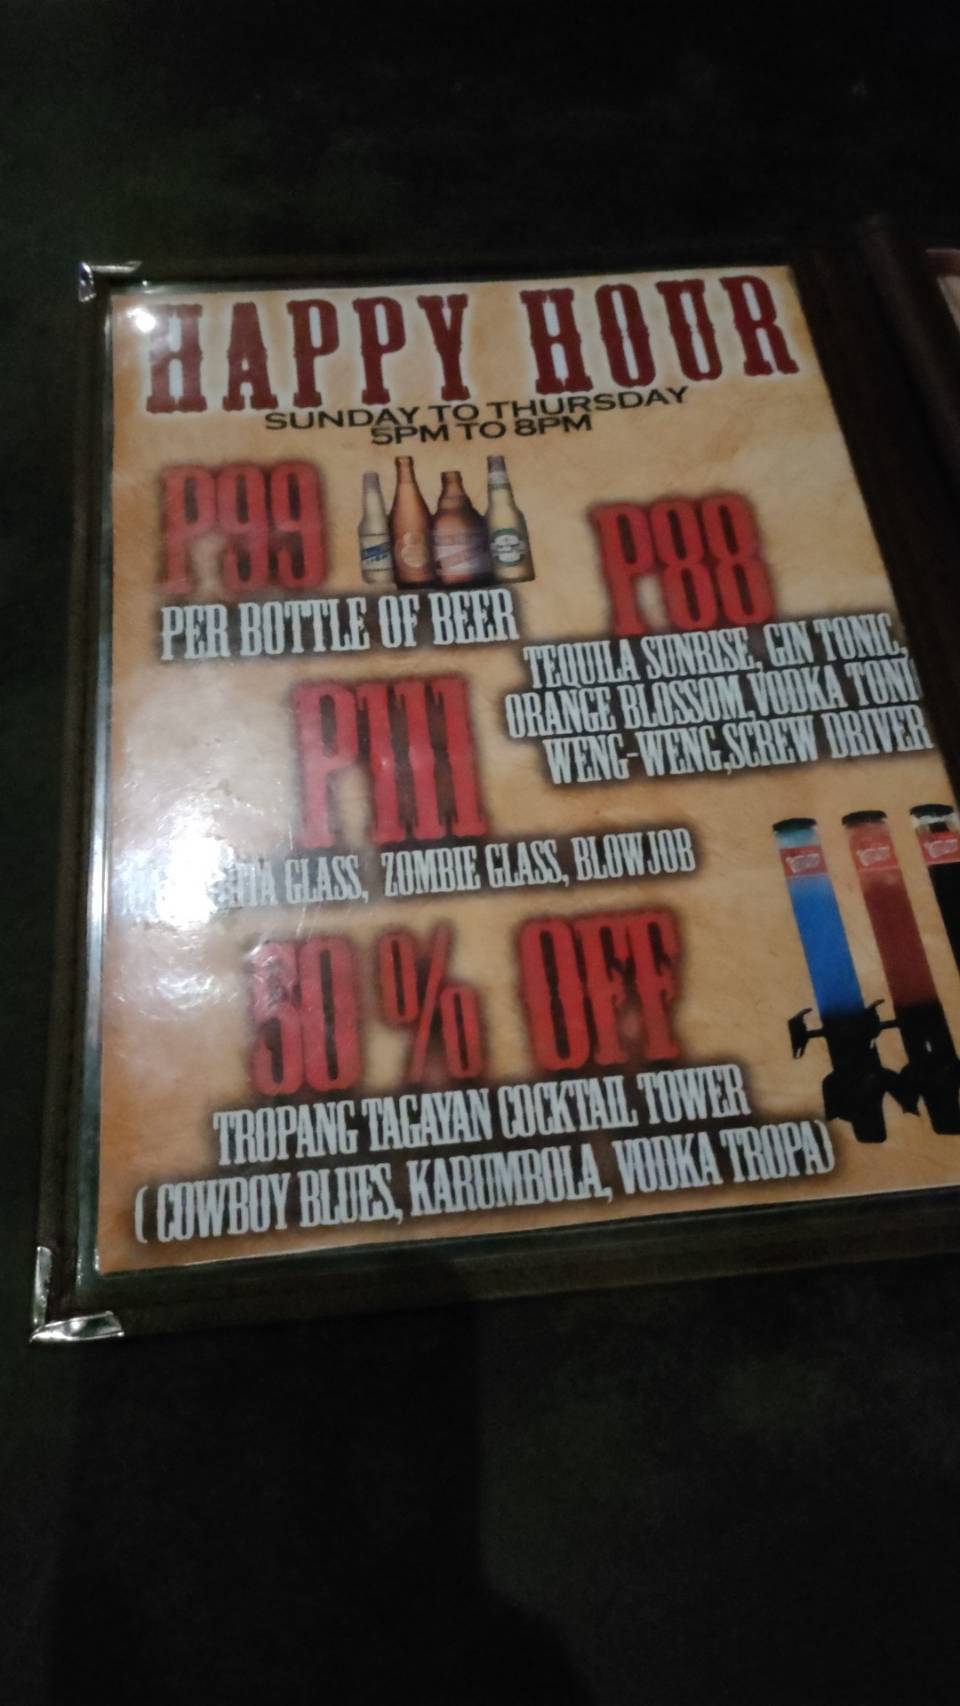 HAPPY HOUR
SUNDAY TO THURSDAY
5PM TO 8PM
P99
PER BOTTLE OF BEER
P88
TEQUILA SUNRISE, GIN TONIC,
ORANGE BLOSSOM,VODKA TONI
WENG-WENG,SCREW DRIVER
P111
GLASS, ZOMBIE GLASS, BLOWJOB
50% OFF
TROPANG TAGAYAN COCKTAIL TOWER
( COWBOY BLUES, KARUMBOLA, VODKA TROPA)